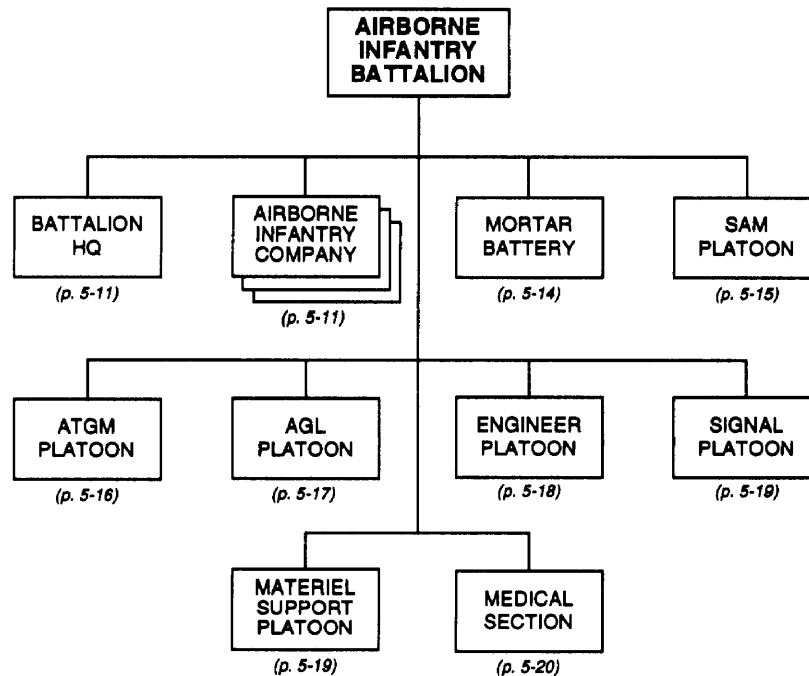 AIRBORNE
INFANTRY
BATTALION
BATTALION
HQ
(p. 5-11)
AIRBORNE
INFANTRY
COMPANY
(p. 5-11)
MORTAR
BATTERY
(p. 5-14)
SAM
PLATOON
(p. 5-15)
ATGM
PLATOON
(p. 5-16)
AGL
PLATOON
(p. 5-17)
ENGINEER
PLATOON
(p. 5-18)
SIGNAL
PLATOON
(p. 5-19)
MATERIEL
SUPPORT
PLATOON
(p. 5-19)
MEDICAL
SECTION
(p. 5-20)